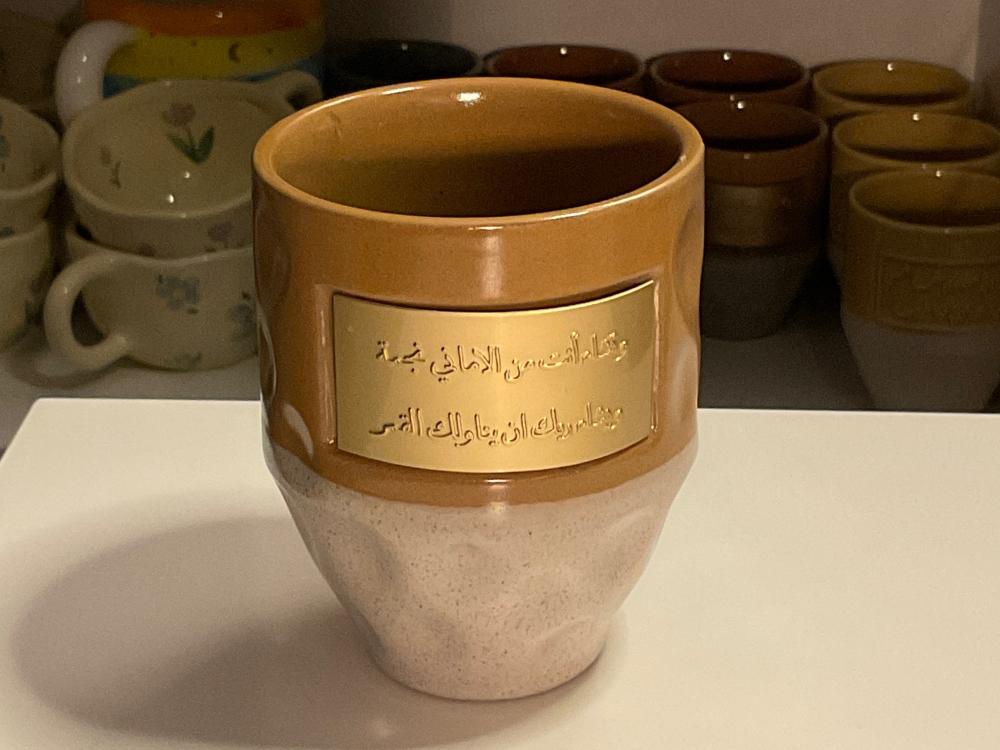 وتشاء أنت من الاماني نجمة
ويشاء ربك ان يناولك القمر